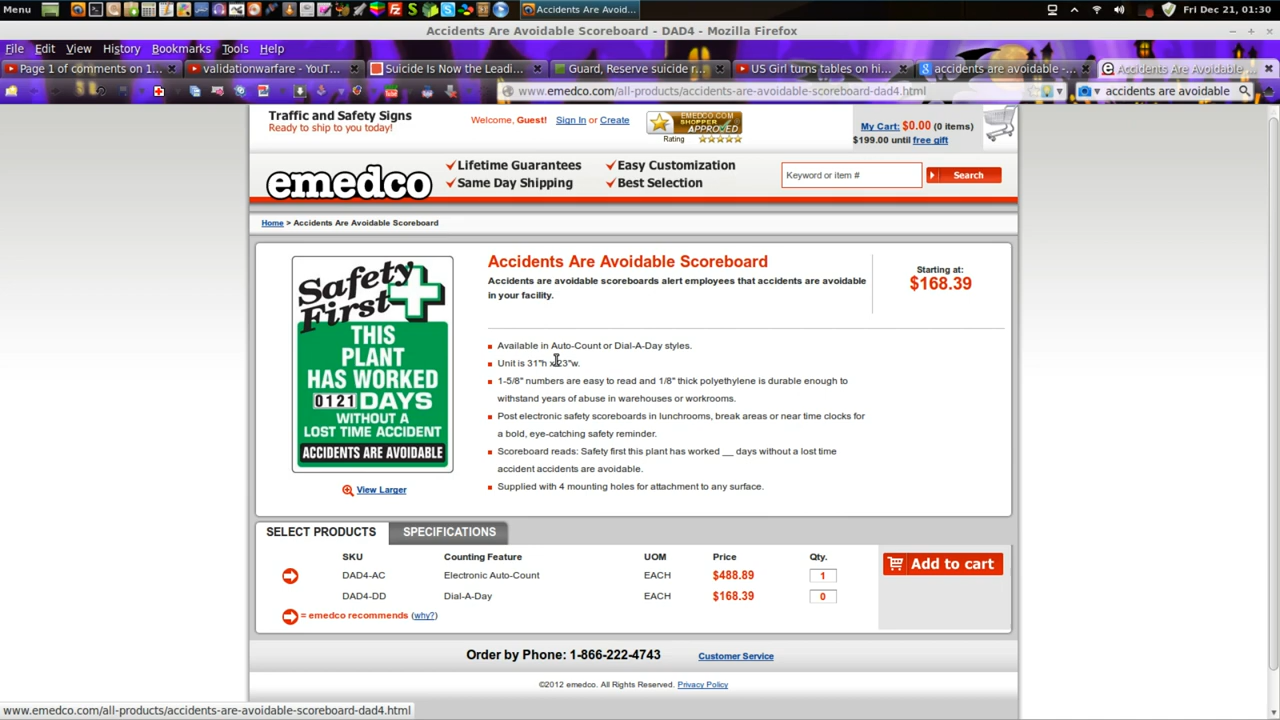 Menu
Accidents Are Avoid...
Fri Dec 21, 01:30
Accidents Are Avoidable Scoreboard - DAD4 - Mozilla Firefox
File Edit View History Bookmarks Tools Help
Page 1 of comments on 1...
validationwarfare - YouT...
Suicide Is Now the Leadi...
Guard, Reserve suicide r...
US Girl turns tables on hi...
accidents are avoidable -...
Accidents Are Avoidable ...
www.emedco.com/all-products/accidents-are-avoidable-scoreboard-dad4.html
accidents are avoidable
Traffic and Safety Signs
Ready to ship to you today!
Welcome, Guest! Sign In or Create
EMEDCO.COM
SHOPPER
APPROVED
Rating
My Cart: $0.00 (0 items)
$199.00 until free gift
emedco
Lifetime Guarantees
Easy Customization
Same Day Shipping
Best Selection
Keyword or item #
Search
Home > Accidents Are Avoidable Scoreboard
Safety
First
THIS
PLANT
HAS WORKED
0121 DAYS
WITHOUT A
LOST TIME ACCIDENT
ACCIDENTS ARE AVOIDABLE
View Larger
Accidents Are Avoidable Scoreboard
Accidents are avoidable scoreboards alert employees that accidents are avoidable
in your facility.
Starting at:
$168.39
Available in Auto-Count or Dial-A-Day styles.
Unit is 31"h x 23"w.
1-5/8" numbers are easy to read and 1/8" thick polyethylene is durable enough to
withstand years of abuse in warehouses or workrooms.
Post electronic safety scoreboards in lunchrooms, break areas or near time clocks for
a bold, eye-catching safety reminder.
Scoreboard reads: Safety first this plant has worked __ days without a lost time
accident accidents are avoidable.
Supplied with 4 mounting holes for attachment to any surface.
SELECT PRODUCTS SPECIFICATIONS
SKU Counting Feature UOM Price Qty.
DAD4-AC Electronic Auto-Count EACH $488.89 1
DAD4-DD Dial-A-Day EACH $168.39 0
Add to cart
= emedco recommends (why?)
Order by Phone: 1-866-222-4743 Customer Service
©2012 emedco. All Rights Reserved. Privacy Policy
www.emedco.com/all-products/accidents-are-avoidable-scoreboard-dad4.html